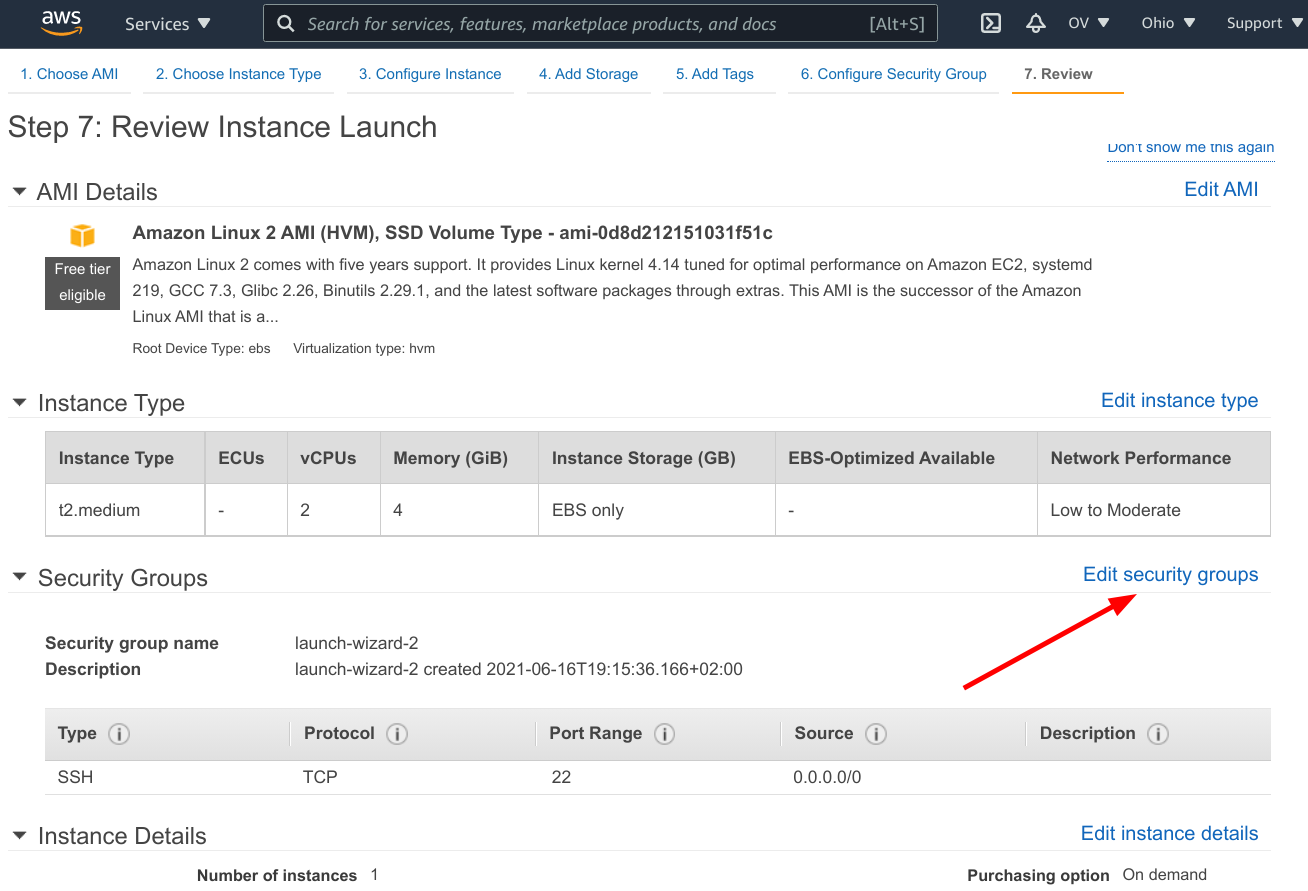 aws Services Search for services, features, marketplace products, and docs [Alt+S] OV Ohio Support
1. Choose AMI 2. Choose Instance Type 3. Configure Instance 4. Add Storage 5. Add Tags 6. Configure Security Group 7. Review
Step 7: Review Instance Launch
Don't show me this again
AMI Details Edit AMI
Amazon Linux 2 AMI (HVM), SSD Volume Type - ami-0d8d212151031f51c
Free tier
eligible
Amazon Linux 2 comes with five years support. It provides Linux kernel 4.14 tuned for optimal performance on Amazon EC2, systemd
219, GCC 7.3, Glibc 2.26, Binutils 2.29.1, and the latest software packages through extras. This AMI is the successor of the Amazon
Linux AMI that is a...
Root Device Type: ebs Virtualization type: hvm
Instance Type Edit instance type
Instance Type ECUs vCPUs Memory (GiB) Instance Storage (GB) EBS-Optimized Available Network Performance
t2.medium - 2 4 EBS only - Low to Moderate
Security Groups Edit security groups
Security group name launch-wizard-2
Description launch-wizard-2 created 2021-06-16T19:15:36.166+02:00
Type i Protocol i Port Range i Source i Description i
SSH TCP 22 0.0.0.0/0
Instance Details Edit instance details
Number of instances 1 Purchasing option On demand